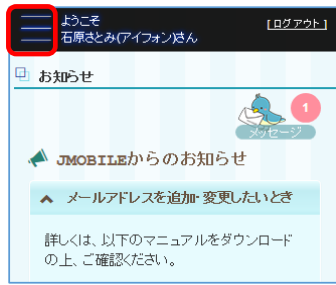 ようこそ
[ログアウト]
石原さとみ(アイフォン)さん
お知らせ
1
メッセージ
JMOBILEからのお知らせ
メールアドレスを追加・変更したいとき
詳しくは、以下のマニュアルをダウンロード
の上、ご確認ください。